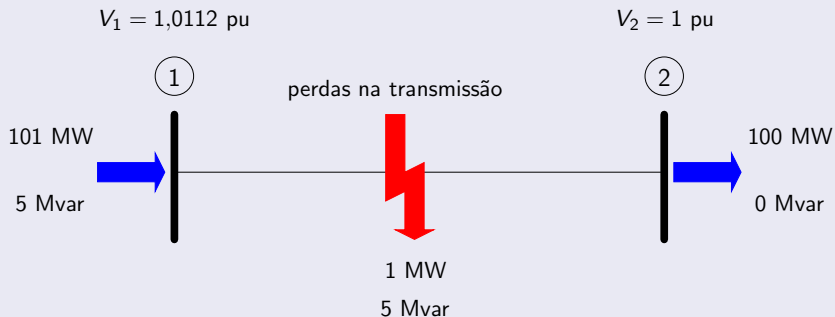 V₁ = 1,0112 pu
V₂ = 1 pu
1
2
perdas na transmissão
101 MW
100 MW
5 Mvar
0 Mvar
1 MW
5 Mvar